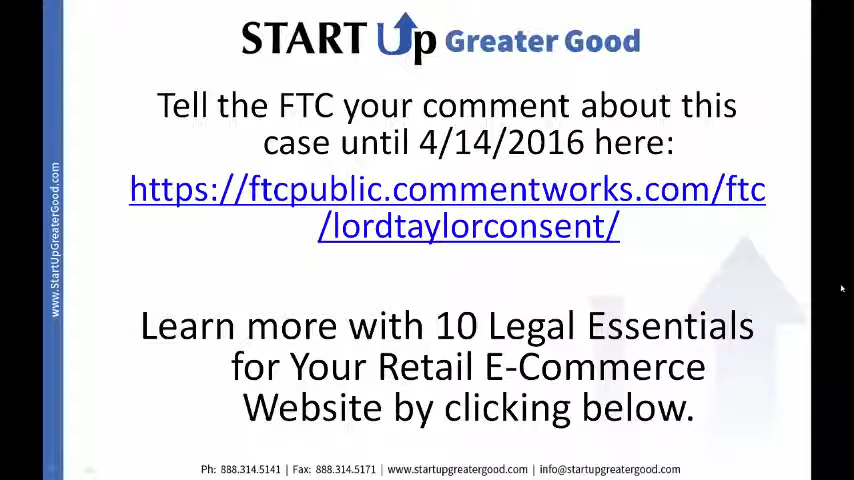 START Up Greater Good
Tell the FTC your comment about this
case until 4/14/2016 here:
https://ftcpublic.commentworks.com/ftc
/lordtaylorconsent/
Learn more with 10 Legal Essentials
for Your Retail E-Commerce
Website by clicking below.
www.StartUpGreaterGood.com
Ph: 888.314.5141 | Fax: 888.314.5171 | www.startupgreatergood.com | info@startupgreatergood.com